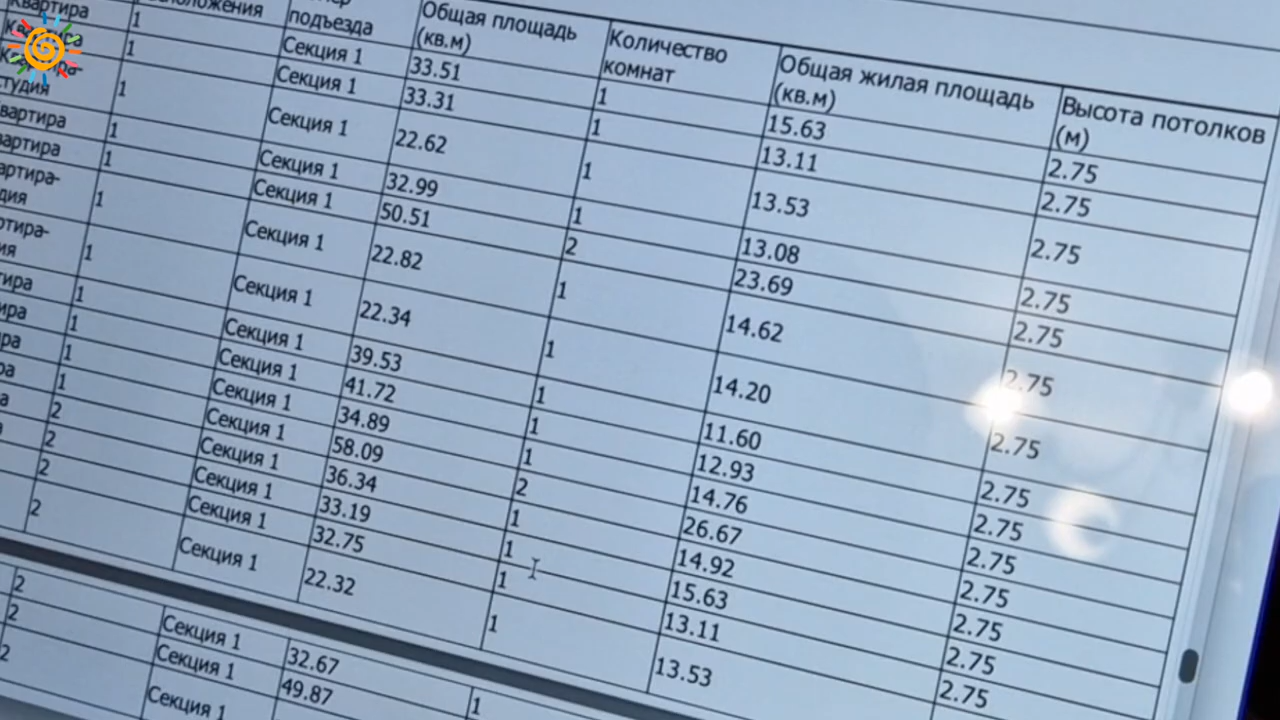 подъезда Общая площадь (кв.м) Количество комнат Общая жилая площадь (кв.м) Высота потолков (м)
Квартира 1 Секция 1 33.51 1 15.63 2.75
1 Секция 1 33.31 1 13.11 2.75
1 Секция 1 22.62 1 13.53 2.75
вартира 1 Секция 1 32.99 1 13.08 2.75
артира 1 Секция 1 50.51 2 23.69 2.75
артира-
дия 1 Секция 1 22.82 1 14.62 2.75
ртира-
ия 1 Секция 1 22.34 1 14.20 2.75
тира 1 Секция 1 39.53 1 11.60 2.75
ира 1 Секция 1 41.72 1 12.93 2.75
ра 1 Секция 1 34.89 1 14.76 2.75
ра 1 Секция 1 58.09 2 26.67 2.75
а 2 Секция 1 36.34 1 14.92 2.75
2 Секция 1 33.19 1 15.63 2.75
2 Секция 1 32.75 1 13.11 2.75
2 Секция 1 22.32 1 13.53
2 Секция 1 32.67 1
2 Секция 1 49.87
2 Секция 1